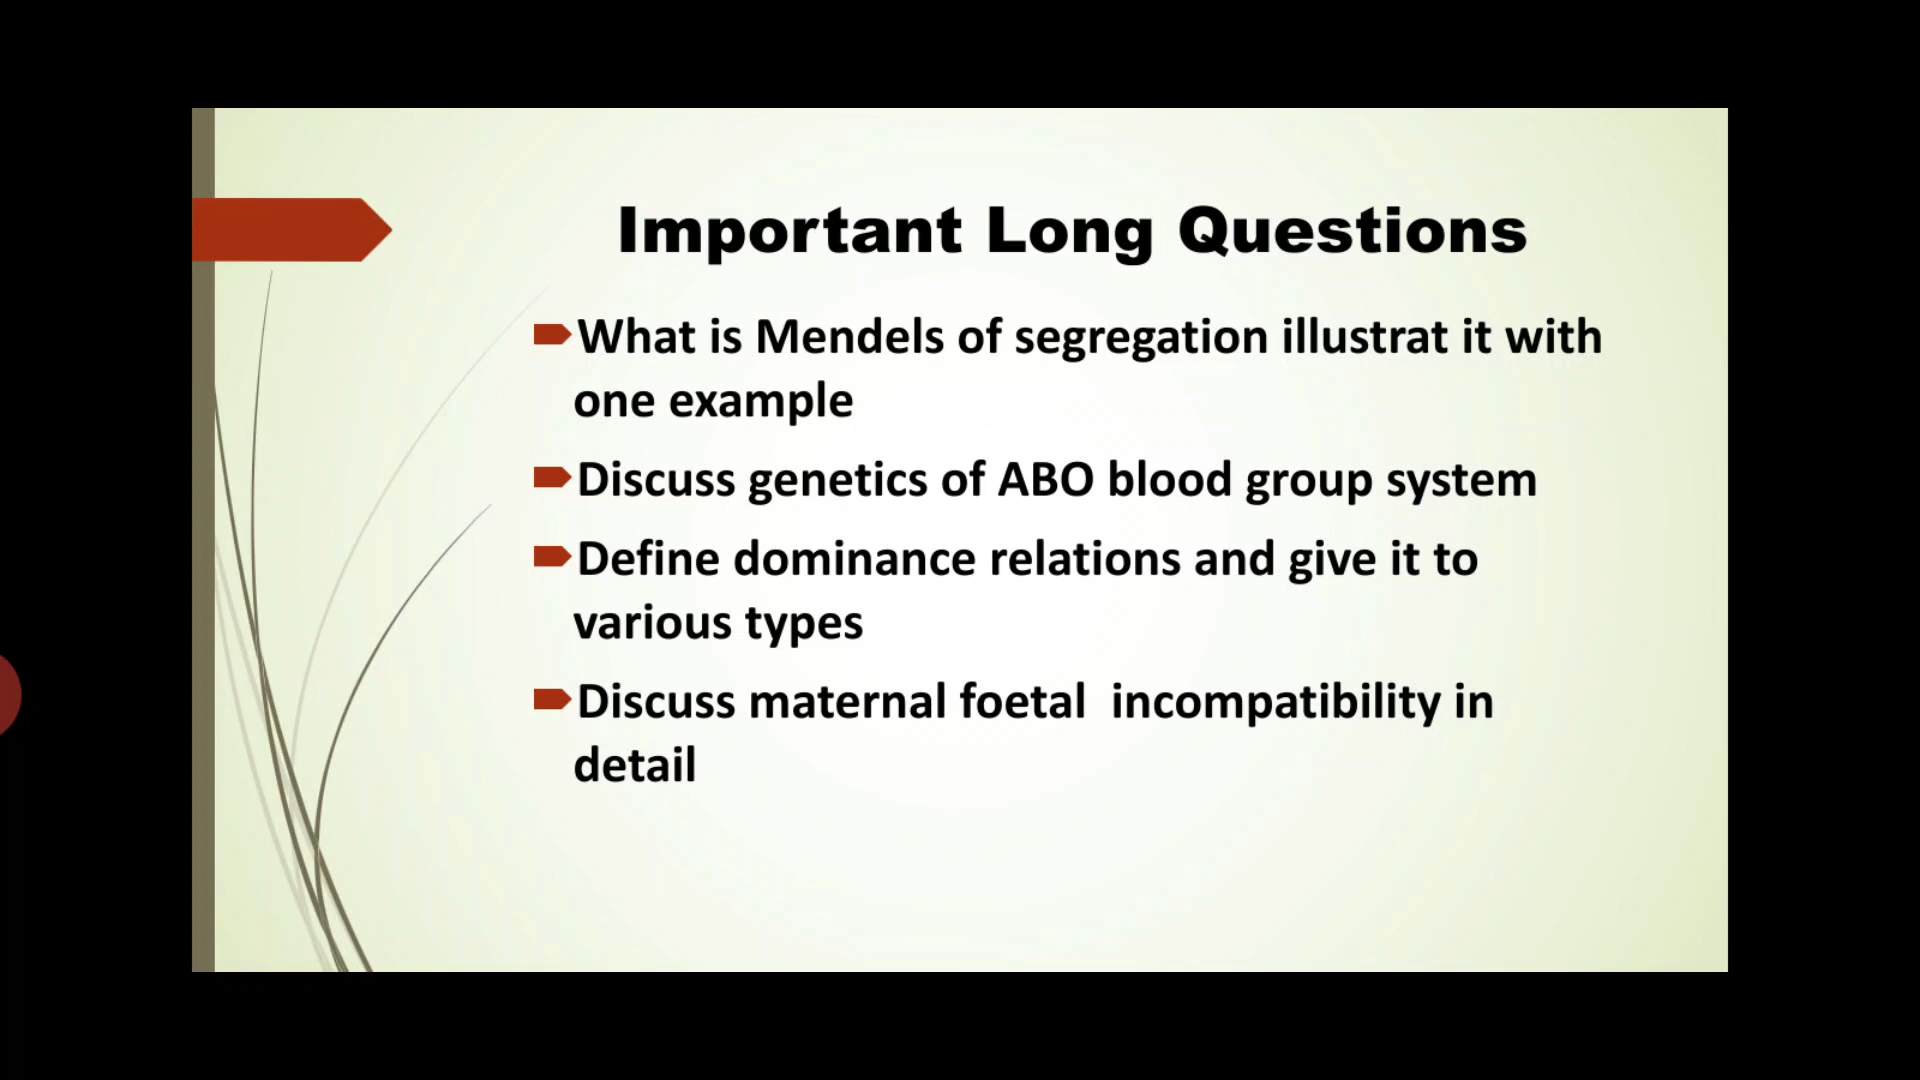 Important Long Questions
What is Mendels of segregation illustrat it with
one example
Discuss genetics of ABO blood group system
Define dominance relations and give it to
various types
Discuss maternal foetal  incompatibility in
detail